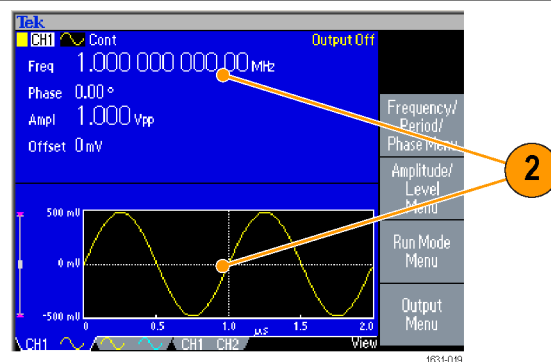 Tek
CH1 Cont Output Off
Freq 1.000 000 000 00 MHz
Phase 0.00 °
Ampl 1.000 Vpp
Offset 0 mV
Frequency/
Period/
Phase Menu
Amplitude/
Level
Menu
Run Mode
Menu
Output
Menu
2
500 mV
0 mV
-500 mV
0 0.5 1.0 1.5 2.0
µs
CH1 CH1 CH2 View
1631-019